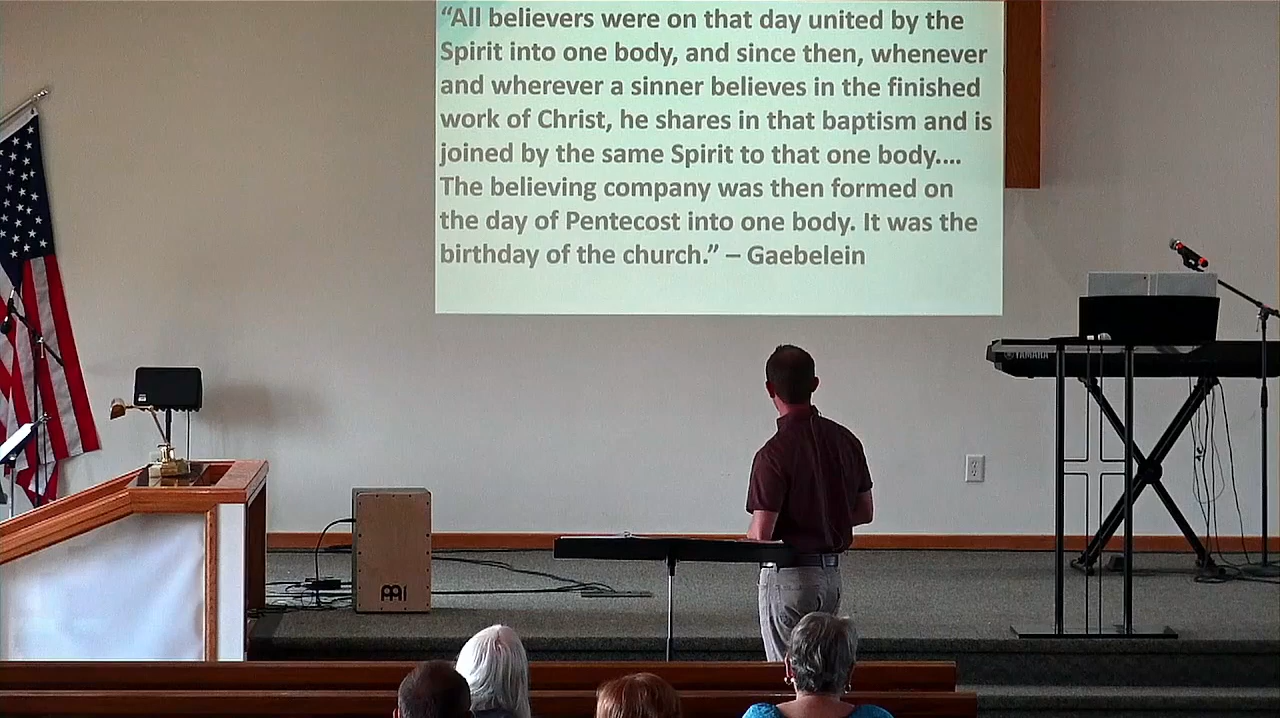 “All believers were on that day united by the
Spirit into one body, and since then, whenever
and wherever a sinner believes in the finished
work of Christ, he shares in that baptism and is
joined by the same Spirit to that one body....
The believing company was then formed on
the day of Pentecost into one body. It was the
birthday of the church.” – Gaebelein
YAMAHA
MEINL